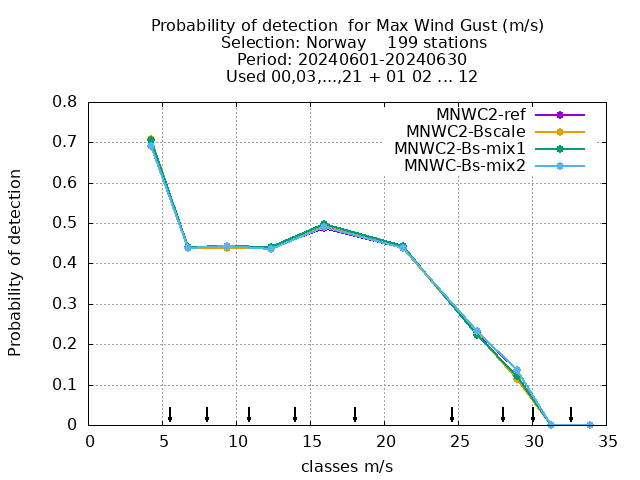 Probability of detection  for Max Wind Gust (m/s)
Selection: Norway    199 stations
Period: 20240601-20240630
Used 00,03,...,21 + 01 02 ... 12
MNWC2-ref
MNWC2-Bscale
MNWC2-Bs-mix1
MNWC-Bs-mix2
Probability of detection
0.8
0.7
0.6
0.5
0.4
0.3
0.2
0.1
0
0 5 10 15 20 25 30 35
classes m/s